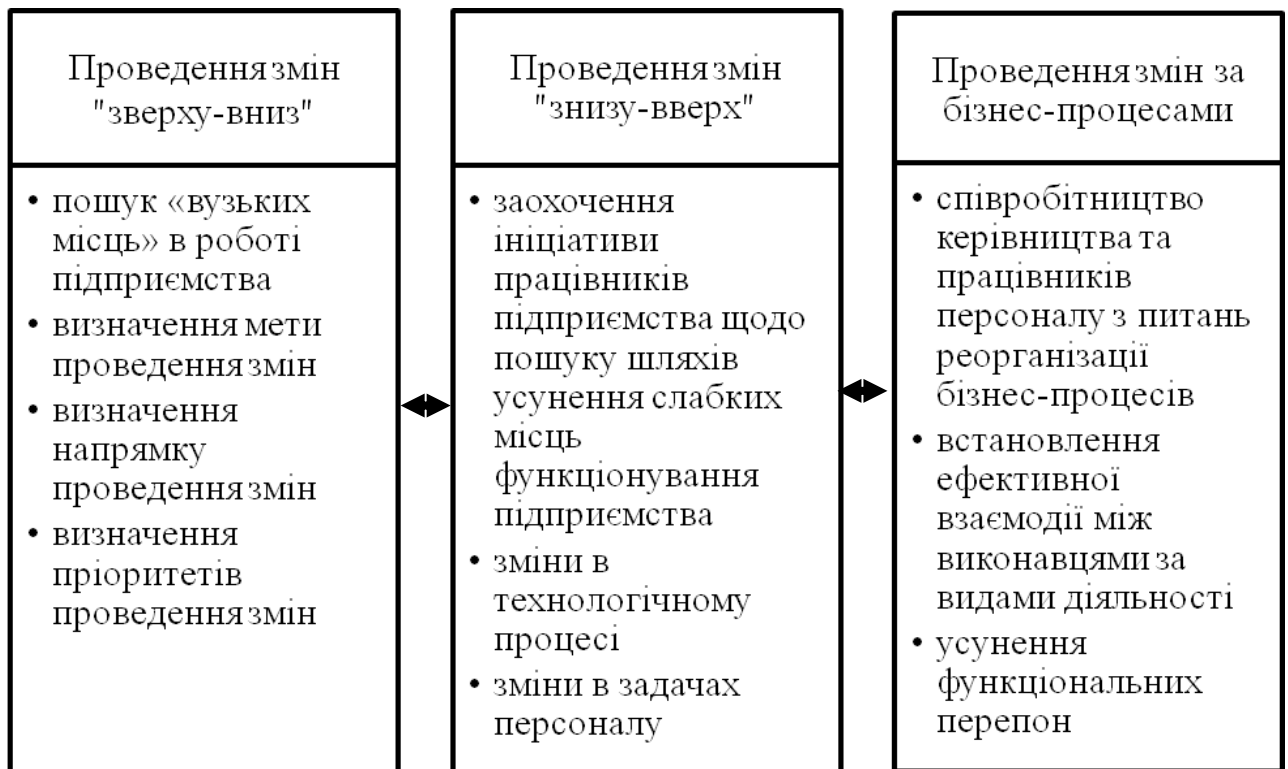 Проведення змін
"зверху-вниз"
• пошук «вузьких
місць» в роботі
підприємства
• визначення мети
проведення змін
• визначення
напрямку
проведення змін
• визначення
пріоритетів
проведення змін
Проведення змін
"знизу-вверх"
• заохочення
ініціативи
працівників
підприємства щодо
пошуку шляхів
усунення слабких
місць
функціонування
підприємства
• зміни в
технологічному
процесі
• зміни в задачах
персоналу
Проведення змін за
бізнес-процесами
• співробітництво
керівництва та
працівників
персоналу з питань
реорганізації
бізнес-процесів
• встановлення
ефективної
взаємодії між
виконавцями за
видами діяльності
• усунення
функціональних
перепон